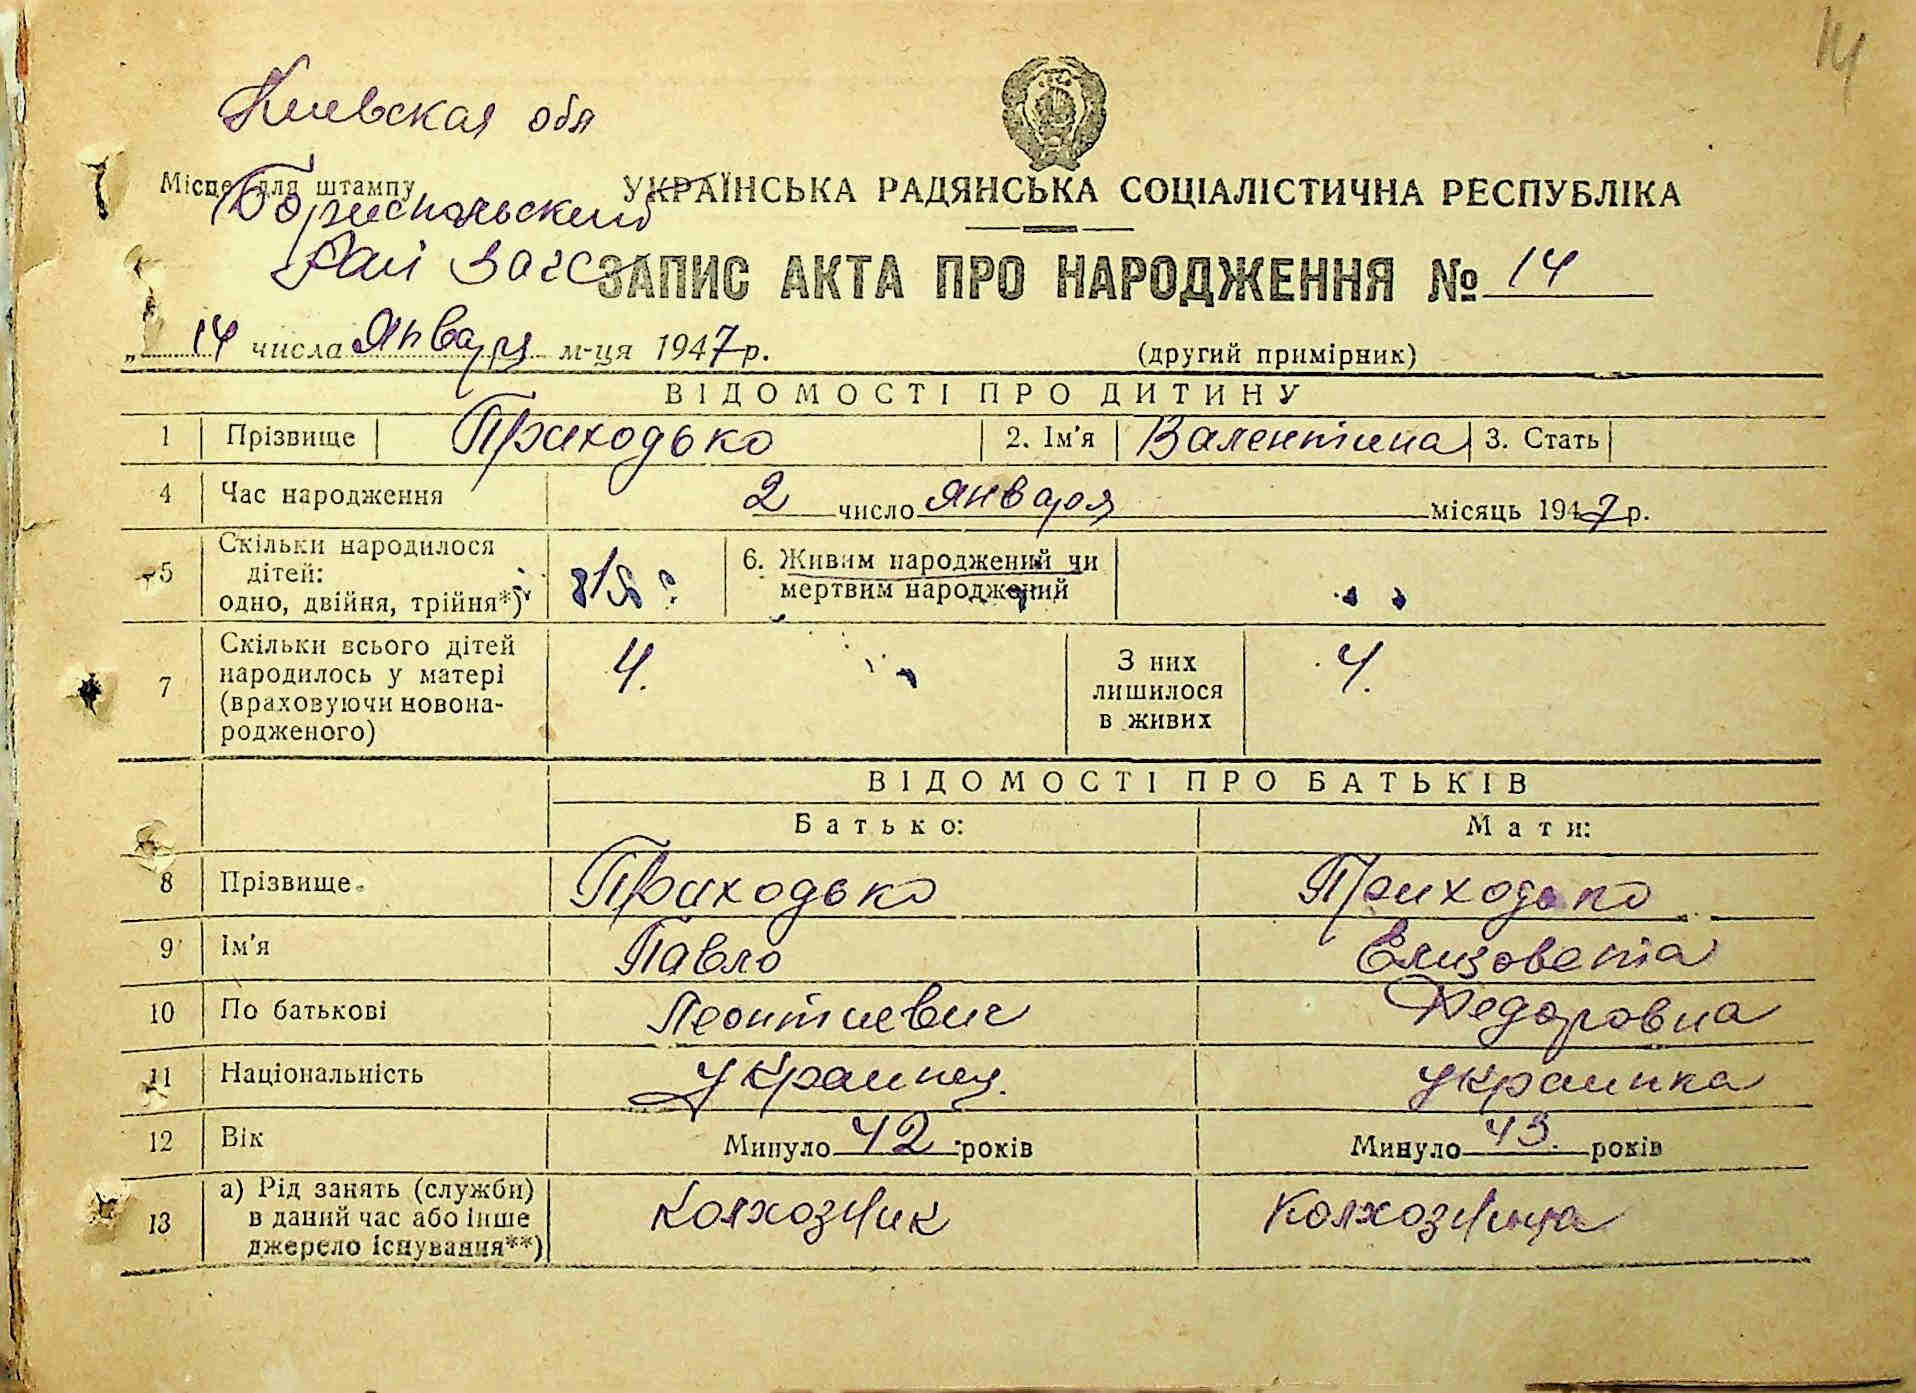 14
Киевская обл
Місце для штампу
Бориспольский
Рай Загс
УКРАЇНСЬКА РАДЯНСЬКА СОЦІАЛІСТИЧНА РЕСПУБЛІКА
ЗАПИС АКТА ПРО НАРОДЖЕННЯ № 14
„ 14 числа Января м-ця 1947 р. (другий примірник)
ВІДОМОСТІ ПРО ДИТИНУ
1 Прізвище Приходько 2. Ім'я Валентина 3. Стать
4 Час народження 2 число января місяць 1947 р.
5 Скільки народилося дітей: одно, двійня, трійня*) 6. Живим народжений чи мертвим народжений
7 Скільки всього дітей народилось у матері (враховуючи новонародженого) 4. З них лишилося в живих 4.
ВІДОМОСТІ ПРО БАТЬКІВ
Батько: Мати:
8 Прізвище Приходько Приходько
9 Ім'я Павло Елизовета
10 По батькові Леонтиевич Федоровна
11 Національність украинец. украинка
12 Вік Минуло 42 років Минуло 43. років
13 а) Рід занять (служби) в даний час або інше джерело існування**) Колхозник Колхозница